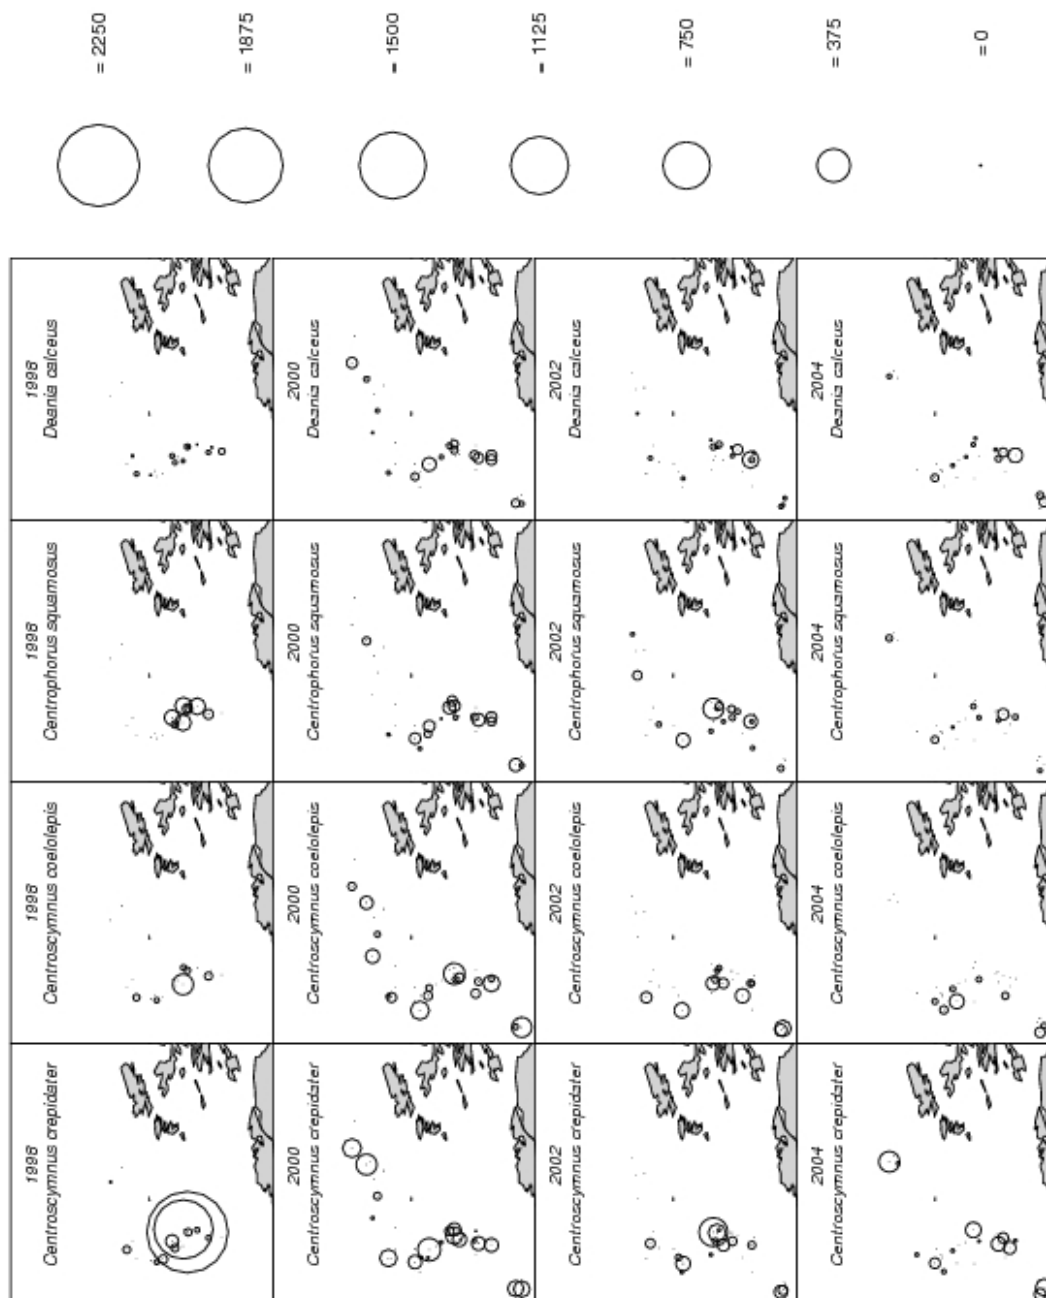 1998
Centroscymnus crepidater
1998
Centroscymnus coelolepis
1998
Centrophorus squamosus
1998
Deania calceus
2000
Centroscymnus crepidater
2000
Centroscymnus coelolepis
2000
Centrophorus squamosus
2000
Deania calceus
2002
Centroscymnus crepidater
2002
Centroscymnus coelolepis
2002
Centrophorus squamosus
2002
Deania calceus
2004
Centroscymnus crepidater
2004
Centroscymnus coelolepis
2004
Centrophorus squamosus
2004
Deania calceus
= 2250
= 1875
= 1500
= 1125
= 750
= 375
= 0